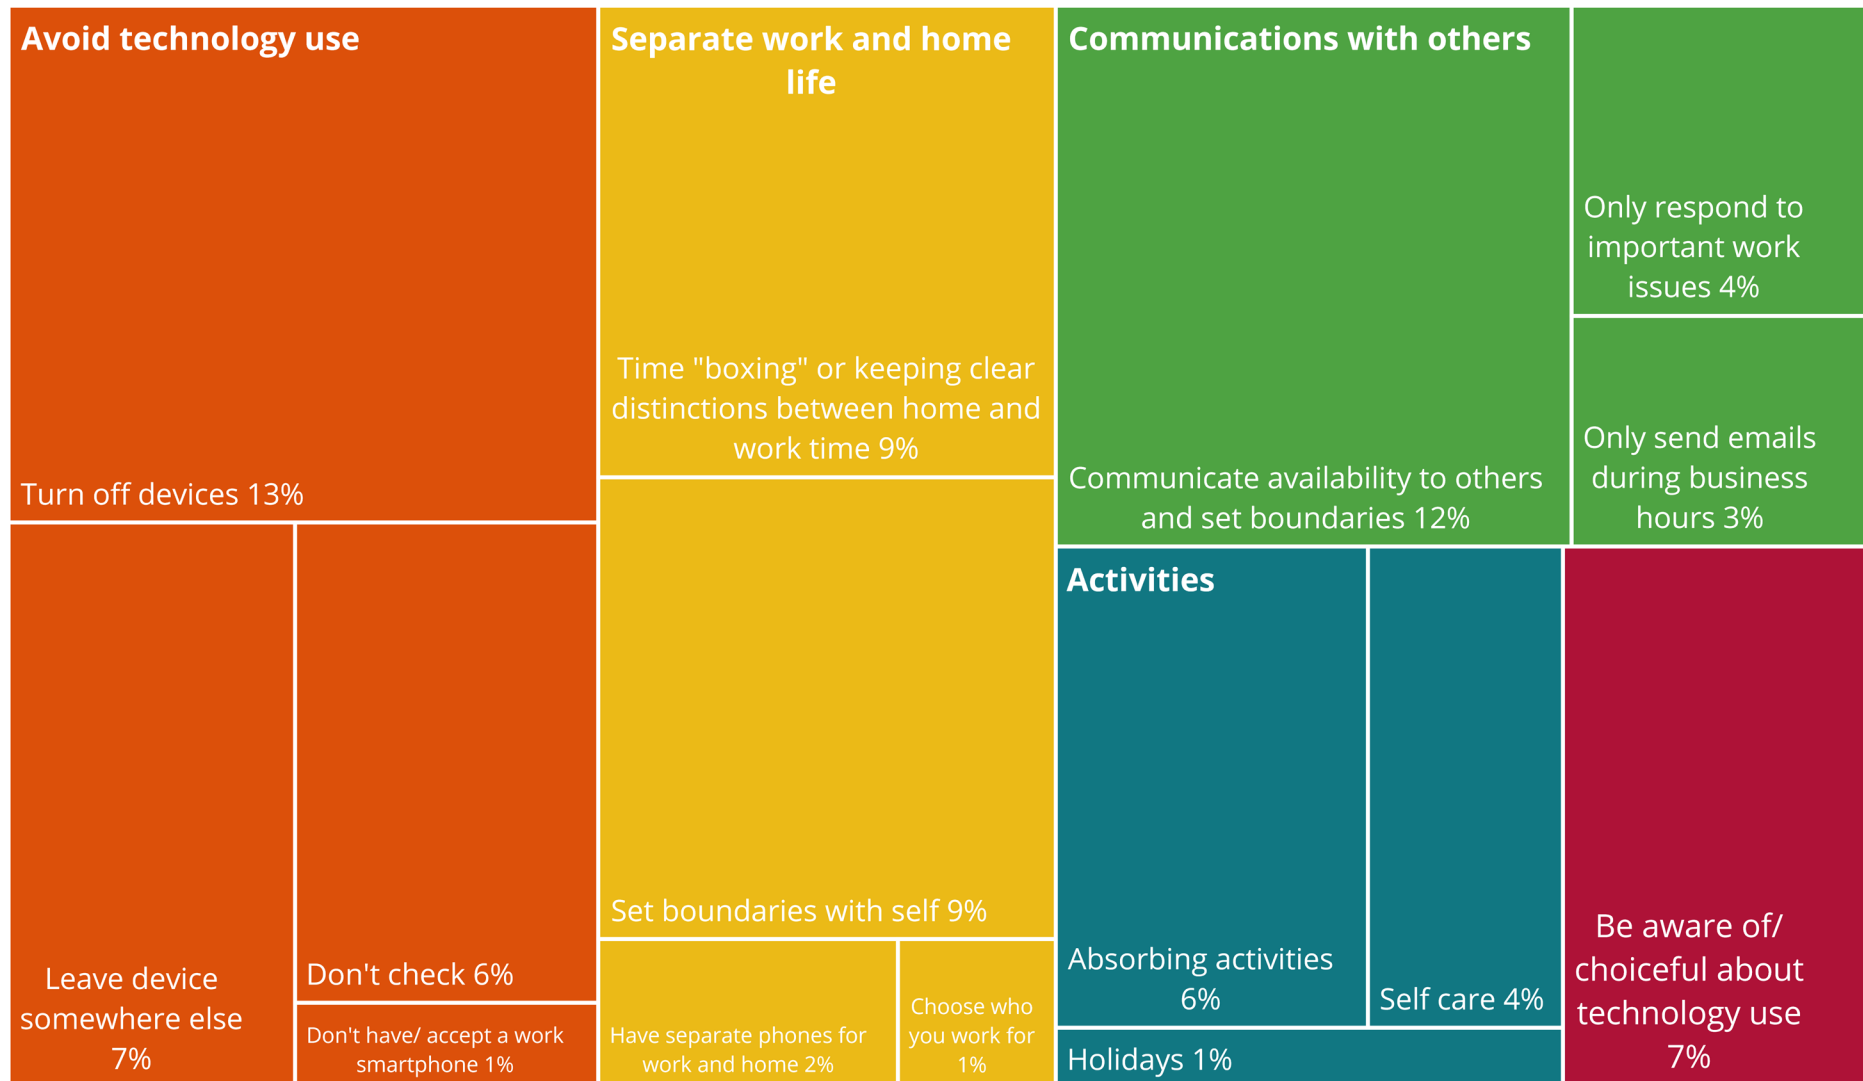 Avoid technology use
Turn off devices 13%
Leave device
somewhere else
7%
Don't check 6%
Don't have/ accept a work
smartphone 1%
Separate work and home
life
Time "boxing" or keeping clear
distinctions between home and
work time 9%
Set boundaries with self 9%
Have separate phones for
work and home 2%
Choose who
you work for
1%
Communications with others
Communicate availability to others
and set boundaries 12%
Only respond to
important work
issues 4%
Only send emails
during business
hours 3%
Activities
Absorbing activities
6%
Self care 4%
Holidays 1%
Be aware of/
choiceful about
technology use
7%